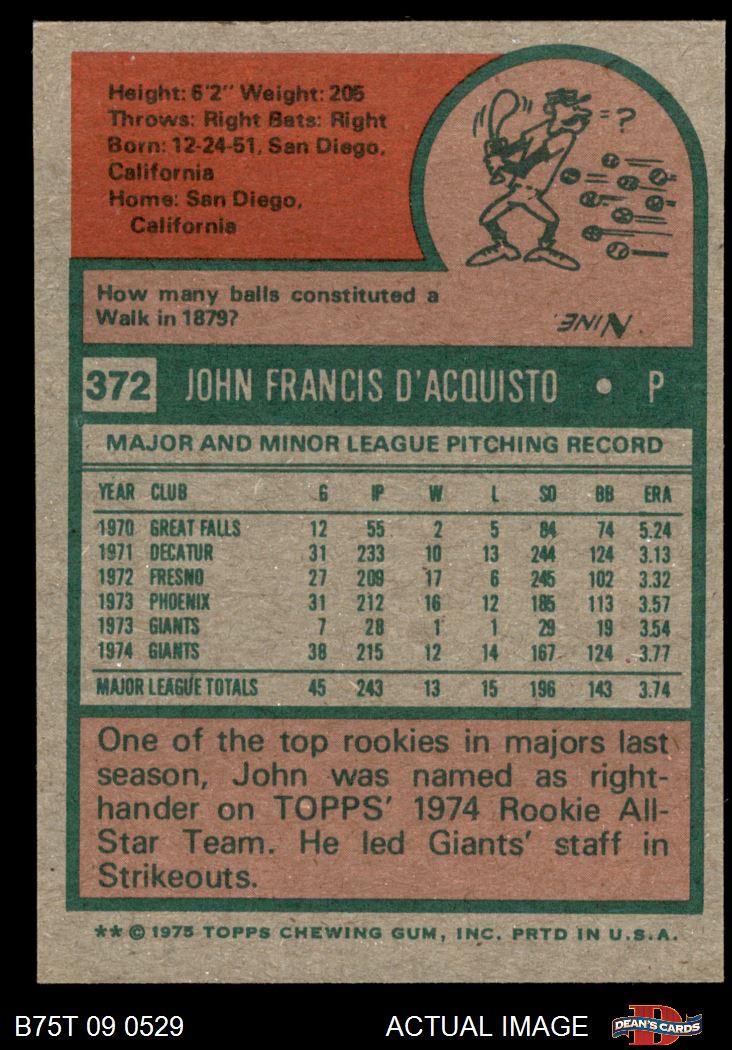 Height: 6'2" Weight: 205
Throws: Right Bats: Right
Born: 12-24-51, San Diego,
California
Home: San Diego,
California
= ?
How many balls constituted a
Walk in 1879?
NINE.
372 JOHN FRANCIS D'ACQUISTO • P
MAJOR AND MINOR LEAGUE PITCHING RECORD
YEAR CLUB G IP W L SO BB ERA
1970 GREAT FALLS 12 55 2 5 84 74 5.24
1971 DECATUR 31 233 10 13 244 124 3.13
1972 FRESNO 27 209 17 6 245 102 3.32
1973 PHOENIX 31 212 16 12 185 113 3.57
1973 GIANTS 7 28 1 1 29 19 3.54
1974 GIANTS 38 215 12 14 167 124 3.77
MAJOR LEAGUE TOTALS 45 243 13 15 196 143 3.74
One of the top rookies in majors last
season, John was named as right-
hander on TOPPS' 1974 Rookie All-
Star Team. He led Giants' staff in
Strikeouts.
** © 1975 TOPPS CHEWING GUM, INC. PRTD IN U.S.A.
B75T 09 0529 ACTUAL IMAGE D DEAN'S CARDS